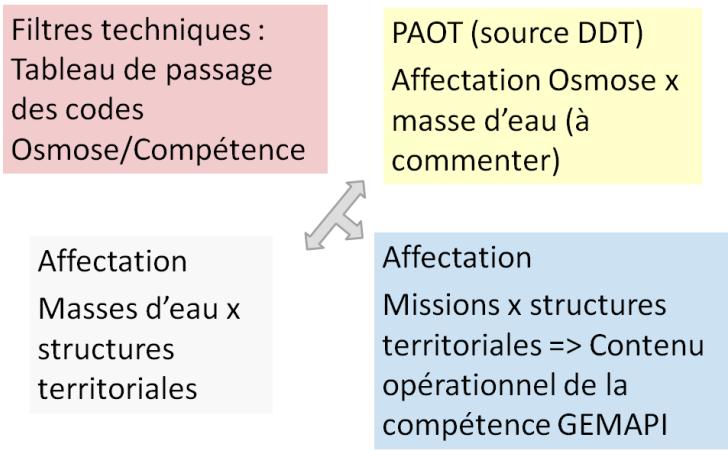 Filtres techniques :
Tableau de passage
des codes
Osmose/Compétence
PAOT (source DDT)
Affectation Osmose x
masse d’eau (à
commenter)
Affectation
Masses d’eau x
structures
territoriales
Affectation
Missions x structures
territoriales => Contenu
opérationnel de la
compétence GEMAPI